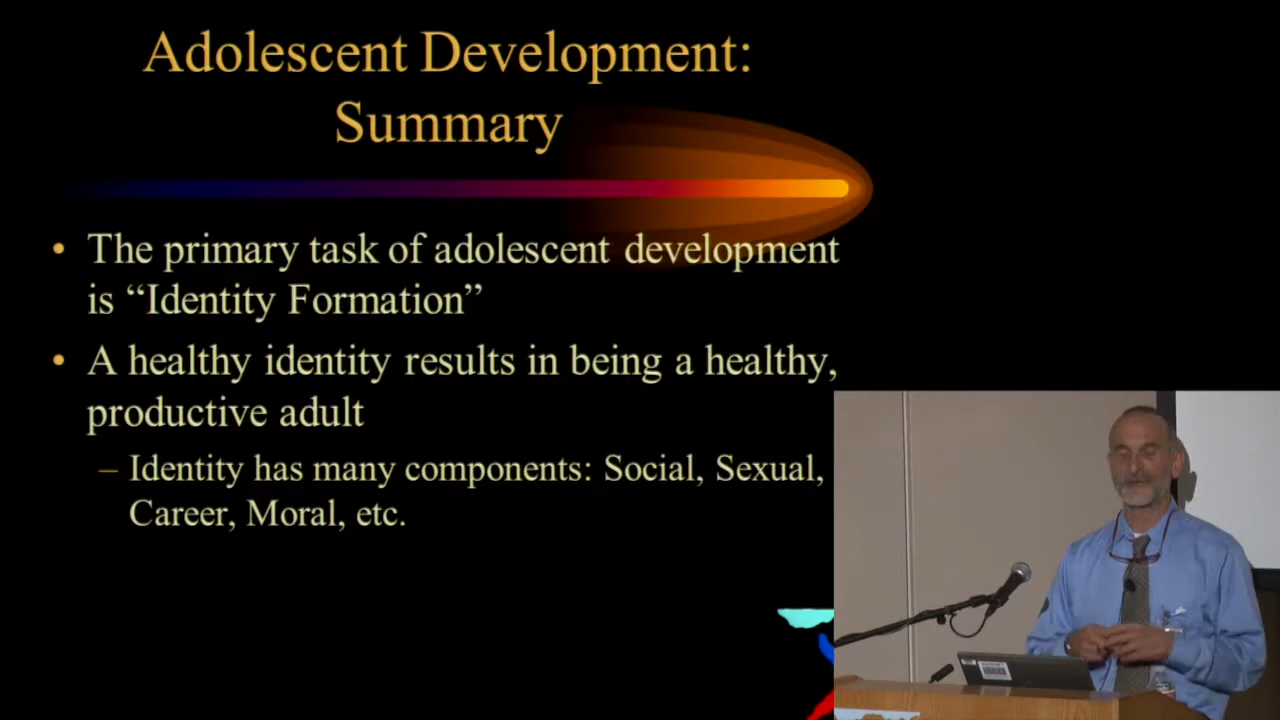 Adolescent Development:
Summary
• The primary task of adolescent development
is “Identity Formation”
• A healthy identity results in being a healthy,
productive adult
– Identity has many components: Social, Sexual,
Career, Moral, etc.